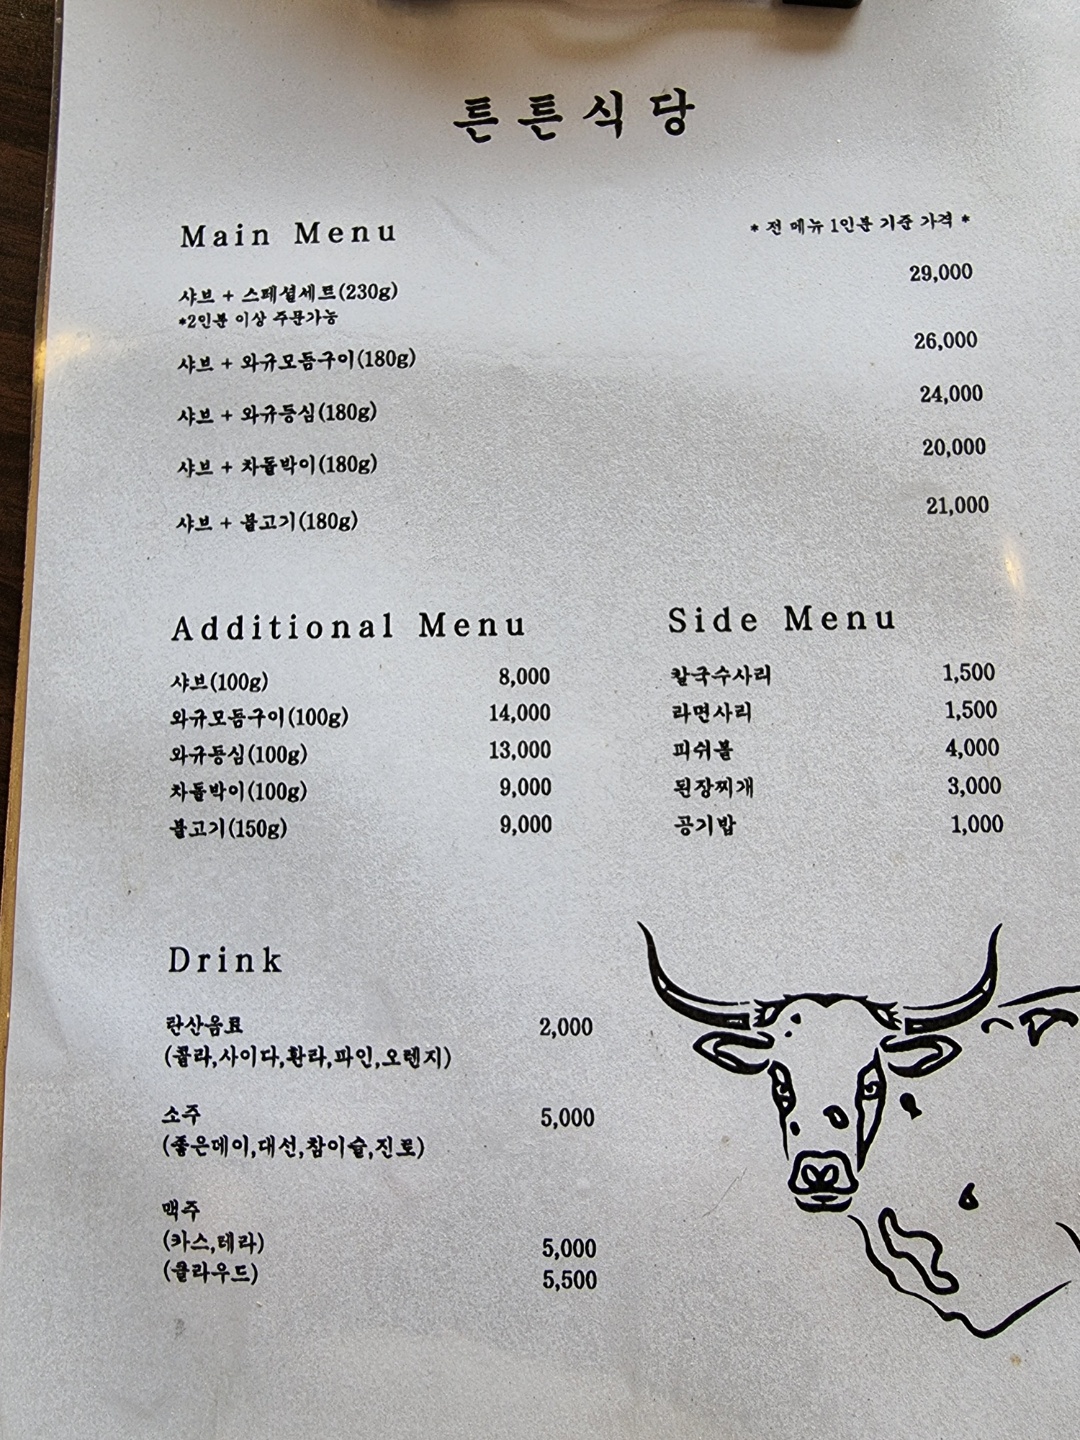 튼튼식당
Main Menu
* 전 메뉴 1인분 기준 가격 *
샤브 + 스페셜세트(230g) 29,000
*2인분 이상 주문가능
샤브 + 와규모듬구이(180g) 26,000
샤브 + 와규등심(180g) 24,000
샤브 + 차돌박이(180g) 20,000
샤브 + 불고기(180g) 21,000
Additional Menu
샤브(100g) 8,000
와규모듬구이(100g) 14,000
와규등심(100g) 13,000
차돌박이(100g) 9,000
불고기(150g) 9,000
Side Menu
칼국수사리 1,500
라면사리 1,500
피쉬볼 4,000
된장찌개 3,000
공기밥 1,000
Drink
탄산음료 2,000
(콜라,사이다,환타,파인,오렌지)
소주 5,000
(좋은데이,대선,참이슬,진로)
맥주
(카스,테라) 5,000
(클라우드) 5,500